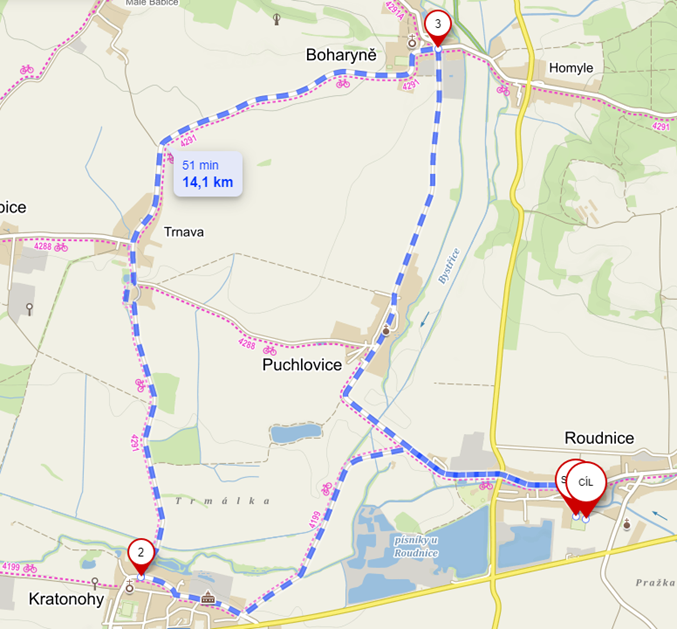 Malé Babice
4291A
3
Boharyně
Homyle
4291
4291
4291
51 min
14,1 km
Trnava
4288
Bystřice
4288
Puchlovice
4291
Roudnice
CÍL
Trmálka
4199
písníky u
Roudnice
2
4199
Kratonohy
Pražka